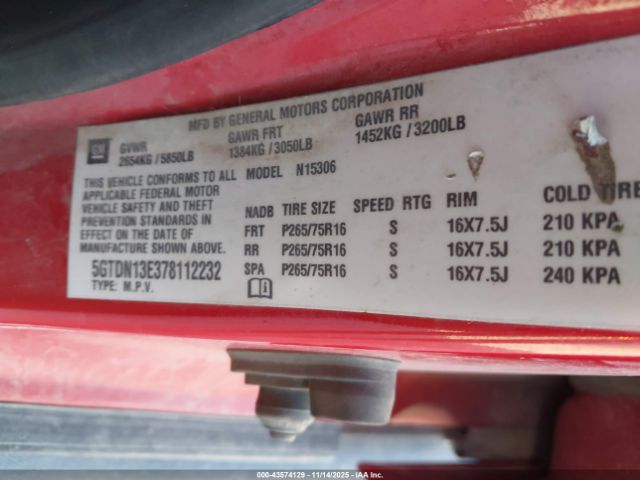 MFD BY GENERAL MOTORS CORPORATION
GM
GVWR GAWR FRT GAWR RR
2654KG / 5850LB 1384KG / 3050LB 1452KG / 3200LB
THIS VEHICLE CONFORMS TO ALL MODEL N15306
APPLICABLE FEDERAL MOTOR
VEHICLE SAFETY AND THEFT
PREVENTION STANDARDS IN
EFFECT ON THE DATE OF
MANUFACTURE SHOWN ABOVE.
5GTDN13E378112232
TYPE: M.P.V.
NADB TIRE SIZE SPEED RTG RIM COLD TIRE
FRT P265/75R16 S 16X7.5J 210 KPA
RR P265/75R16 S 16X7.5J 210 KPA
SPA P265/75R16 S 16X7.5J 240 KPA
000-43574129 - 11/14/2025 - IAAI.COM